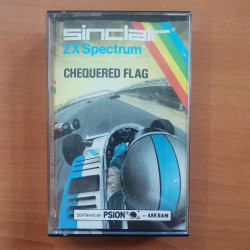 sinclair
ZX Spectrum
CHEQUERED FLAG
SOFTWARE BY PSION 48K RAM